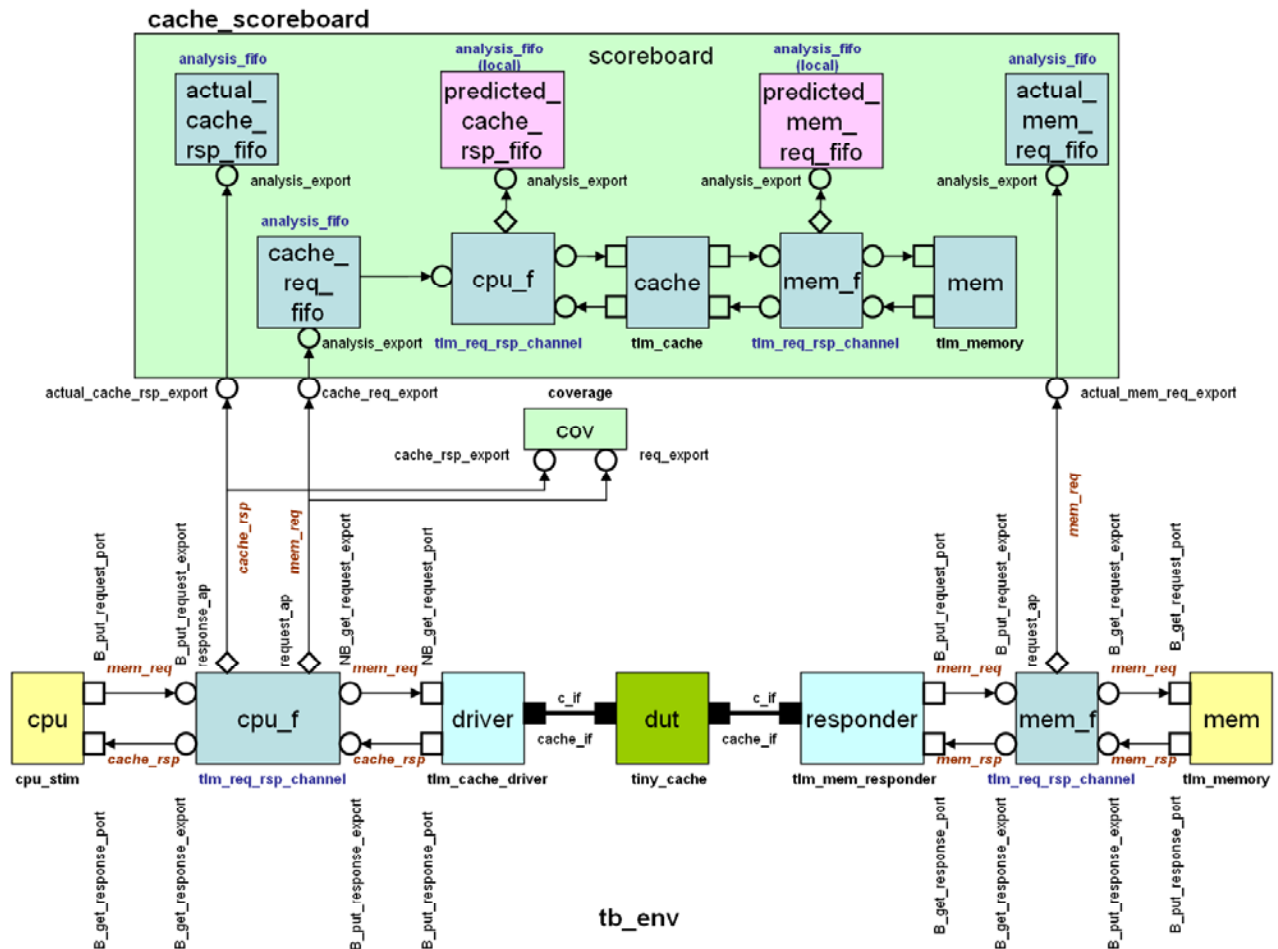 cache_scoreboard
scoreboard
analysis_fifo
actual_
cache_
rsp_fifo
analysis_export
analysis_fifo
(local)
predicted_
cache_
rsp_fifo
analysis_export
analysis_fifo
(local)
predicted_
mem_
req_fifo
analysis_export
analysis_fifo
actual_
mem_
req_fifo
analysis_export
analysis_fifo
cache_
req_
fifo
analysis_export
cpu_f
tlm_req_rsp_channel
cache
tlm_cache
mem_f
tlm_req_rsp_channel
mem
tlm_memory
actual_cache_rsp_export
cache_req_export
actual_mem_req_export
coverage
cov
cache_rsp_export
req_export
cache_rsp
mem_req
mem_req
B_put_request_port
B_put_request_export
response_ap
request_ap
NB_get_request_export
NB_get_request_port
B_put_request_port
B_put_request_export
request_ap
B_get_request_export
B_get_request_port
mem_req
mem_req
mem_req
mem_req
cpu
cpu_f
driver
c_if
cache_if
dut
c_if
cache_if
responder
mem_f
mem
cache_rsp
cache_rsp
mem_rsp
mem_rsp
cpu_stim
tlm_req_rsp_channel
tlm_cache_driver
tiny_cache
tlm_mem_responder
tlm_req_rsp_channel
tlm_memory
B_get_response_port
B_get_response_export
B_put_response_export
B_put_response_port
B_get_response_port
B_get_response_export
B_put_response_export
B_put_response_port
tb_env